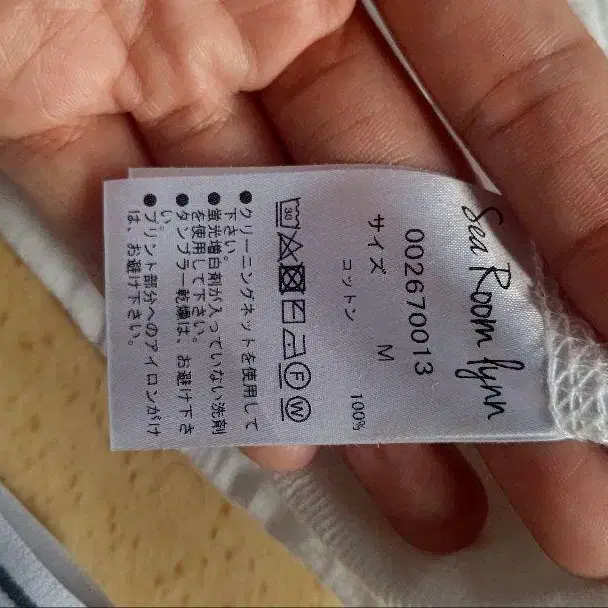 Sea Room lynn
002670013
サイズ M
コットン 100%
30 F W
●クリーニングネットを使用して
下さい。
●蛍光増白剤が入っていない洗剤
を使用して下さい。
●タンブラー乾燥は、お避け下さ
い。
●プリント部分へのアイロンがけ
は、お避け下さい。